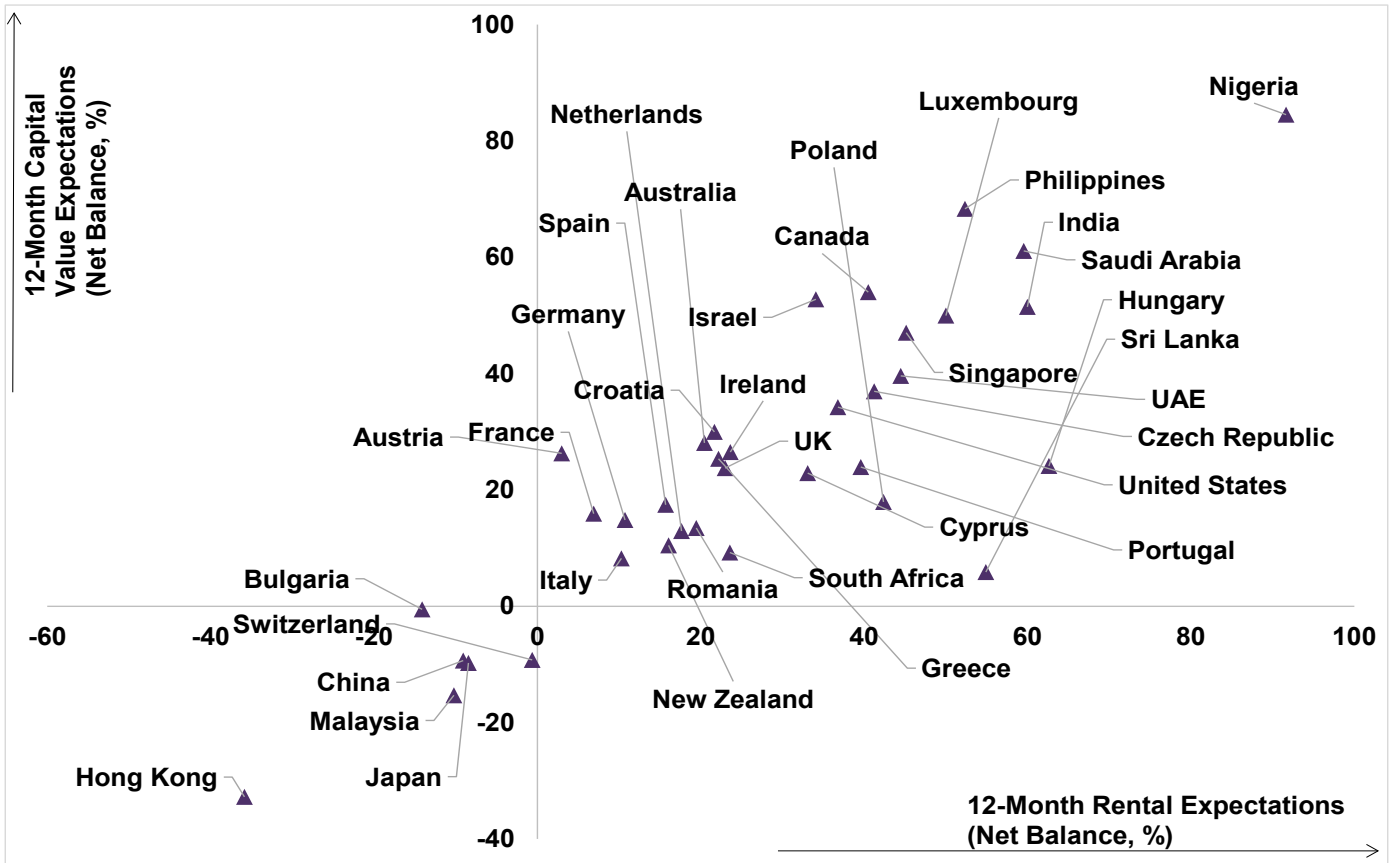 12-Month Capital
Value Expectations
(Net Balance, %)
100
80
60
40
20
0
-20
-40
-60
-40
-20
0
20
40
60
80
100
Nigeria
Luxembourg
Netherlands
Poland
Philippines
Australia
Spain
India
Canada
Saudi Arabia
Hungary
Germany
Israel
Sri Lanka
Singapore
Croatia
Ireland
UAE
France
Austria
UK
Czech Republic
United States
Cyprus
Portugal
Bulgaria
Italy
Romania
South Africa
Switzerland
Greece
China
New Zealand
Malaysia
Hong Kong
Japan
12-Month Rental Expectations
(Net Balance, %)